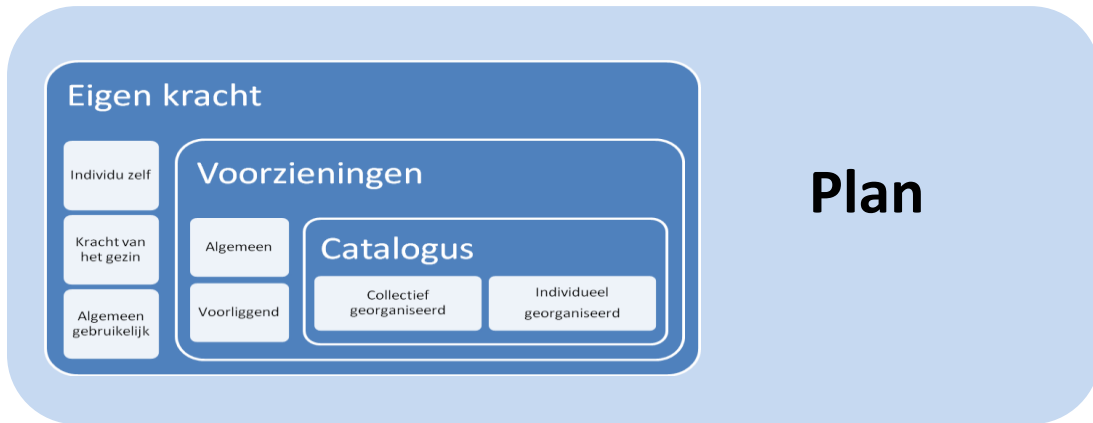 Eigen kracht
Individu zelf
Kracht van
het gezin
Algemeen
gebruikelijk
Voorzieningen
Algemeen
Voorliggend
Catalogus
Collectief
georganiseerd
Individueel
georganiseerd
Plan